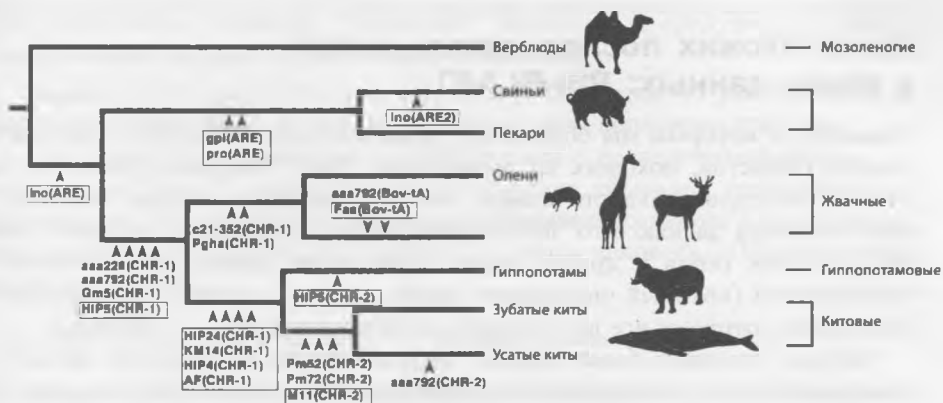 Верблюды
Мозоленогие
Свиньи
Ino(ARE2)
Пекари
gpi(ARE)
pro(ARE)
Ino(ARE)
Олени
aaa792(Bov-tA)
Fas(Bov-tA)
c21-352(CHR-1)
Pgha(CHR-1)
Жвачные
aaa228(CHR-1)
aaa792(CHR-1)
Gm5(CHR-1)
HIP5(CHR-1)
Гиппопотамы
Гиппопотамовые
HIP5(CHR-2)
Зубатые киты
Китовые
HIP24(CHR-1)
KM14(CHR-1)
HIP4(CHR-1)
AF(CHR-1)
Усатые киты
Pm52(CHR-2)
Pm72(CHR-2)
M11(CHR-2)
aaa792(CHR-2)